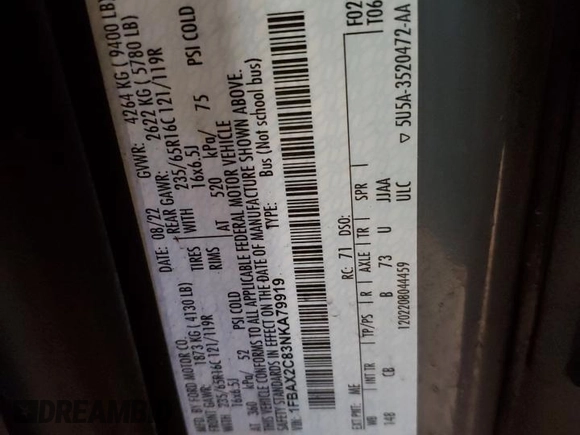 MFD. BY FORD MOTOR CO.
DATE: 08/22 GVWR: 4264 KG ( 9400 LB)
FRONT GAWR: 1873 KG ( 4130 LB) REAR GAWR: 2622 KG ( 5780 LB)
235/65R16C 121/119R TIRES WITH 235/65R16C 121/119R
16x6.5J RIMS 16x6.5J
AT 360 kPa/ 52 PSI COLD AT 520 kPa/ 75 PSI COLD
THIS VEHICLE CONFORMS TO ALL APPLICABLE FEDERAL MOTOR VEHICLE
SAFETY STANDARDS IN EFFECT ON THE DATE OF MANUFACTURE SHOWN ABOVE.
VIN: 1FBAX2C83NKA79919 TYPE: Bus (Not school bus)
F02
T06
EXT PNT: ME RC: 71 DSO:
WB INT TR TP/PS R AXLE TR SPR
148 CB B 73 U JJAA
1202208044459 ULC
▽ 5U5A-3520472-AA
DREAMBID